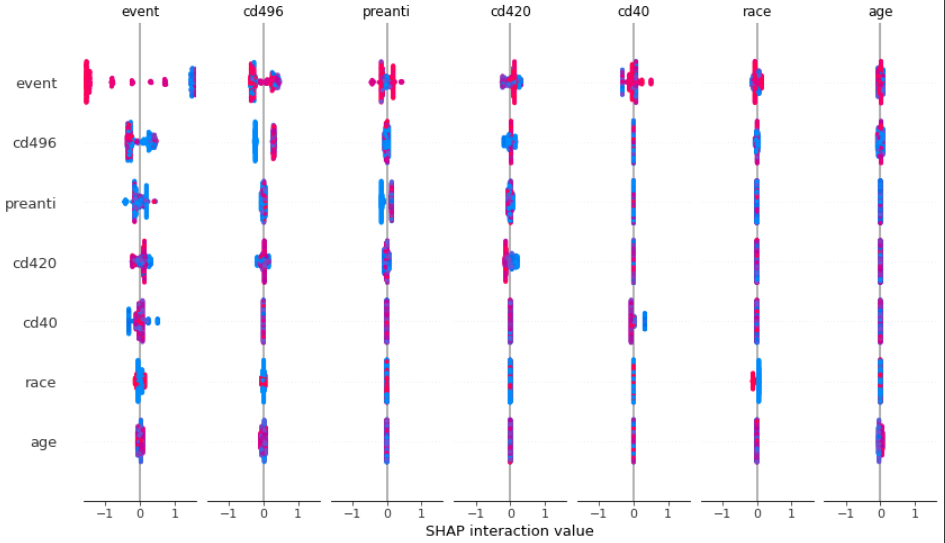 event cd496 preanti cd420 cd40 race age
event
cd496
preanti
cd420
cd40
race
age
−1 0 1 −1 0 1 −1 0 1 −1 0 1 −1 0 1 −1 0 1 −1 0 1
SHAP interaction value